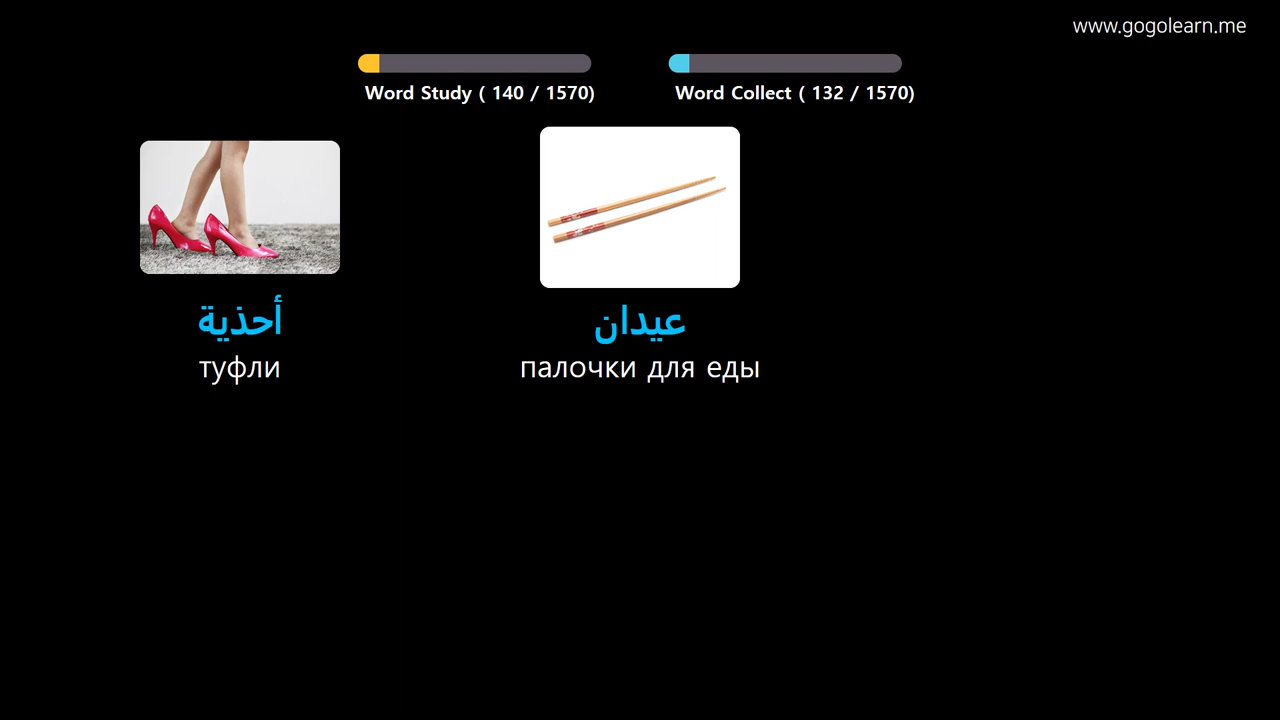 www.gogolearn.me
Word Study ( 140 / 1570)
Word Collect ( 132 / 1570)
أحذية
туфли
عيدان
палочки для еды